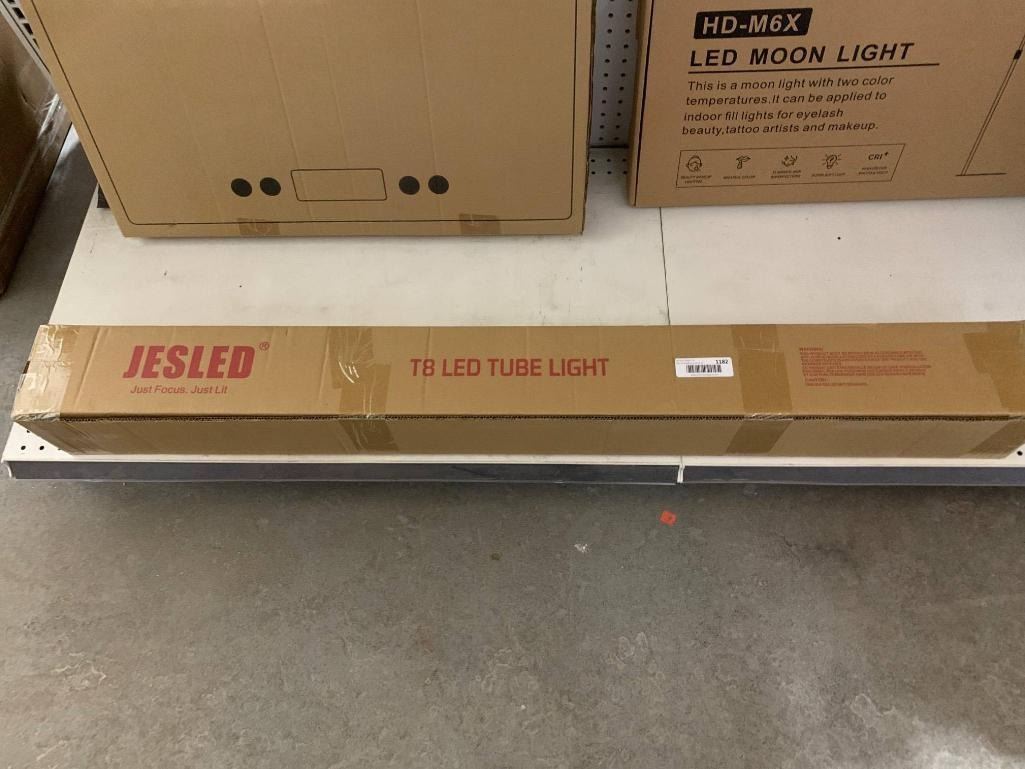 HD-M6X
LED MOON LIGHT
This is a moon light with two color
temperatures.it can be applied to
indoor fill lights for eyelash
beauty,tattoo artists and makeup.
CRI+
JESLED®
Just Focus. Just Lit
T8 LED TUBE LIGHT
1182
WARNING:
CAUTION: